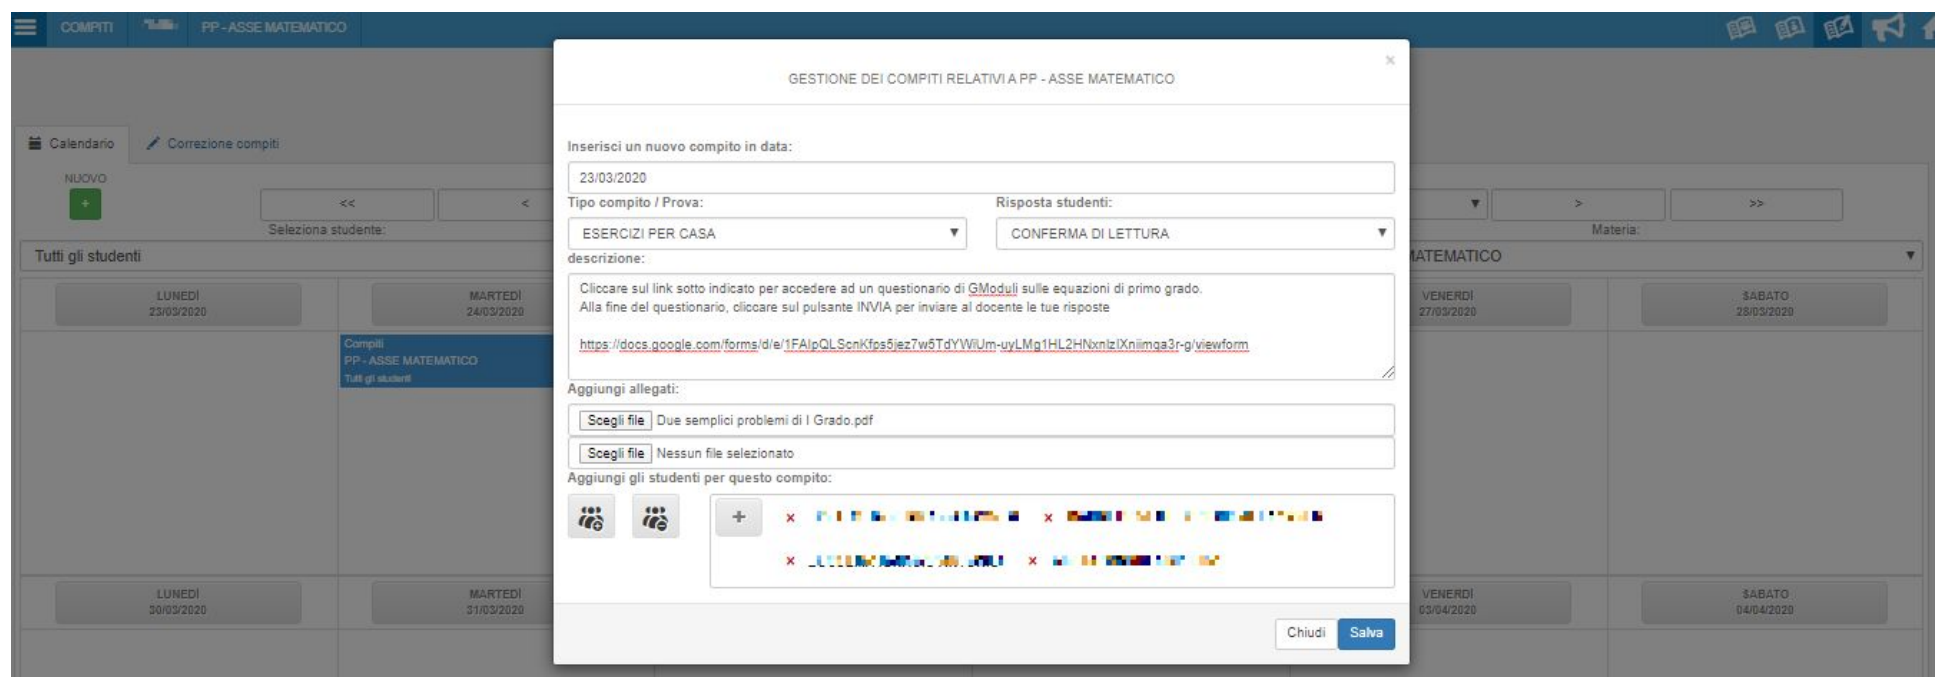 COMPITI
PP - ASSE MATEMATICO
×
GESTIONE DEI COMPITI RELATIVI A PP - ASSE MATEMATICO
Calendario
Correzione compiti
NUOVO
+
<<
<
>
>>
Seleziona studente:
Materia:
Tutti gli studenti
MATEMATICO
Inserisci un nuovo compito in data:
23/03/2020
Tipo compito / Prova:
Risposta studenti:
ESERCIZI PER CASA
CONFERMA DI LETTURA
descrizione:
Cliccare sul link sotto indicato per accedere ad un questionario di GModuli sulle equazioni di primo grado.
Alla fine del questionario, cliccare sul pulsante INVIA per inviare al docente le tue risposte
https://docs.google.com/forms/d/e/1FAIpQLScnKfps5jez7w5TdYWiUm-uyLMg1HL2HNxnIzIXniimqa3r-g/viewform
Aggiungi allegati:
Scegli file Due semplici problemi di I Grado.pdf
Scegli file Nessun file selezionato
Aggiungi gli studenti per questo compito:
+
×
×
×
×
Chiudi
Salva
LUNEDÌ
23/03/2020
MARTEDÌ
24/03/2020
VENERDÌ
27/03/2020
SABATO
28/03/2020
Compiti
PP - ASSE MATEMATICO
Tutti gli studenti
LUNEDÌ
30/03/2020
MARTEDÌ
31/03/2020
VENERDÌ
03/04/2020
SABATO
04/04/2020